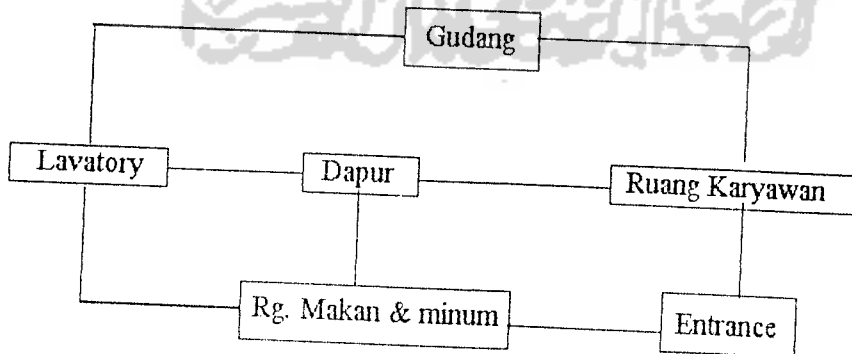 Gudang
Lavatory
Dapur
Ruang Karyawan
Rg. Makan & minum
Entrance